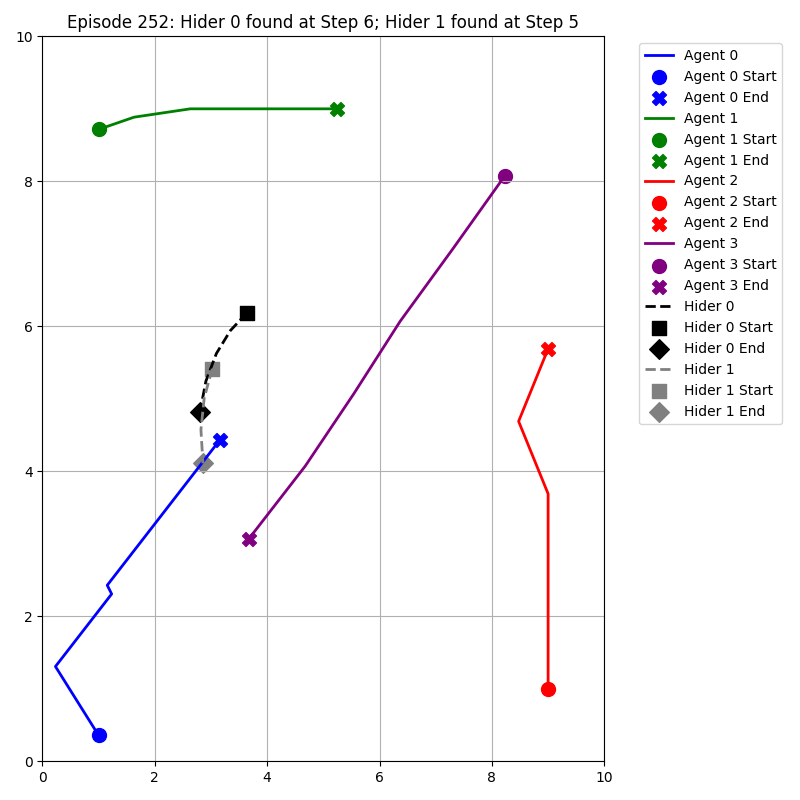 Episode 252: Hider 0 found at Step 6; Hider 1 found at Step 5
10
8
6
4
2
0
0
2
4
6
8
10
Agent 0
Agent 0 Start
Agent 0 End
Agent 1
Agent 1 Start
Agent 1 End
Agent 2
Agent 2 Start
Agent 2 End
Agent 3
Agent 3 Start
Agent 3 End
Hider 0
Hider 0 Start
Hider 0 End
Hider 1
Hider 1 Start
Hider 1 End